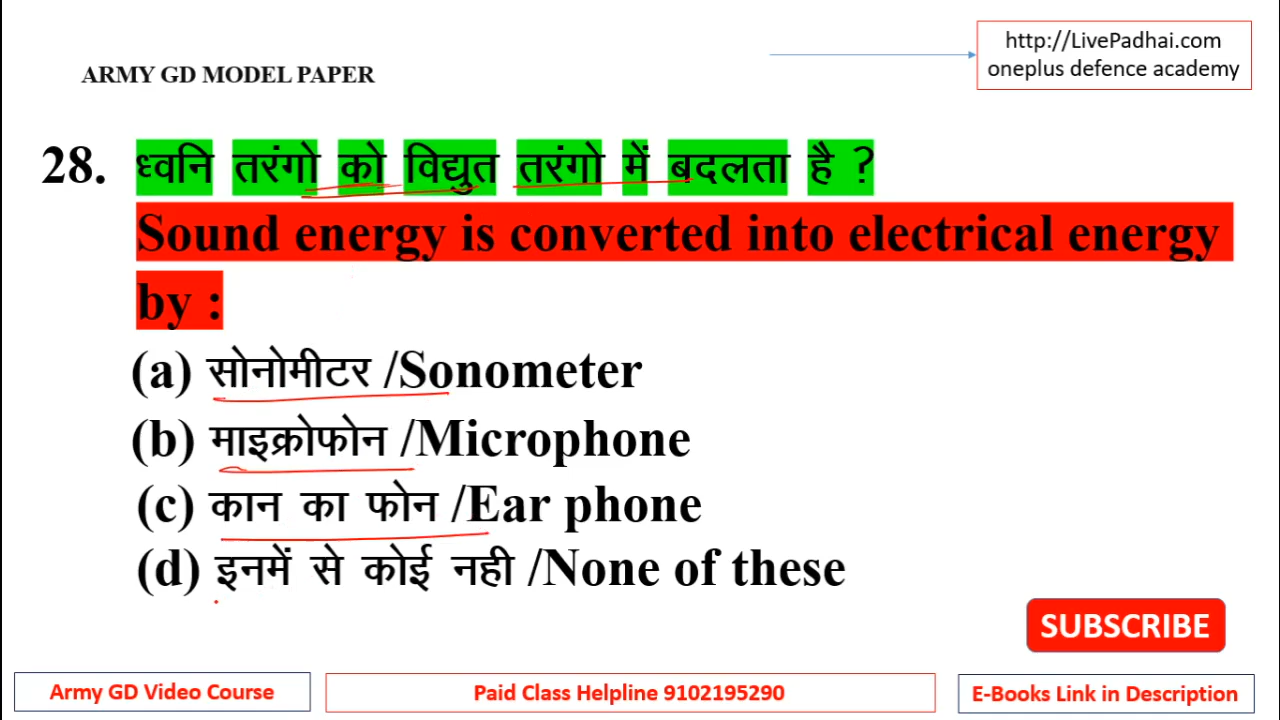 http://LivePadhai.com
oneplus defence academy
ARMY GD MODEL PAPER
28. ध्वनि तरंगो को विद्युत तरंगो में बदलता है ?
Sound energy is converted into electrical energy
by :
(a) सोनोमीटर /Sonometer
(b) माइक्रोफोन /Microphone
(c) कान का फोन /Ear phone
(d) इनमें से कोई नही /None of these
SUBSCRIBE
Army GD Video Course
Paid Class Helpline 9102195290
E-Books Link in Description